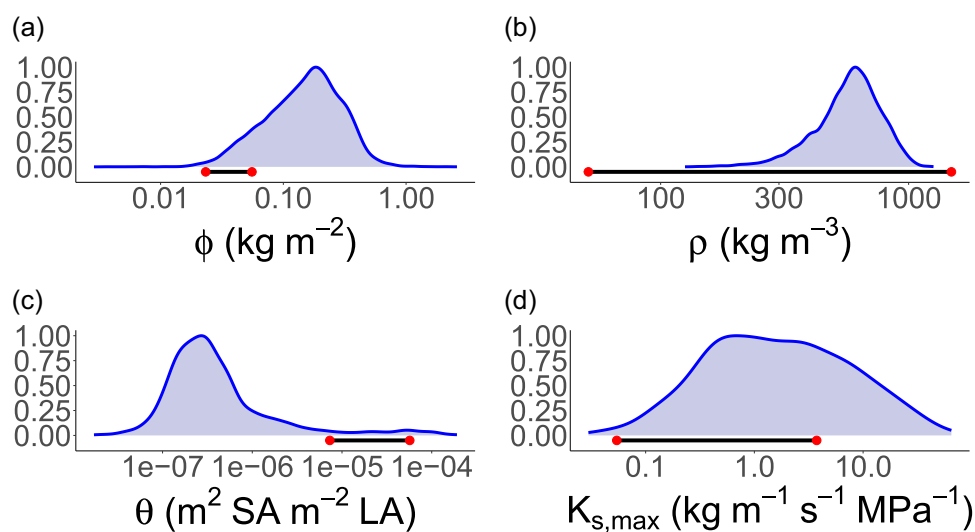 (a)
1.00
0.75
0.50
0.25
0.00
0.01 0.10 1.00
ϕ (kg m⁻²)
(b)
1.00
0.75
0.50
0.25
0.00
100 300 1000
ρ (kg m⁻³)
(c)
1.00
0.75
0.50
0.25
0.00
1e−07 1e−06 1e−05 1e−04
θ (m² SA m⁻² LA)
(d)
1.00
0.75
0.50
0.25
0.00
0.1 1.0 10.0
Kₛ,ₘₐₓ (kg m⁻¹ s⁻¹ MPa⁻¹)